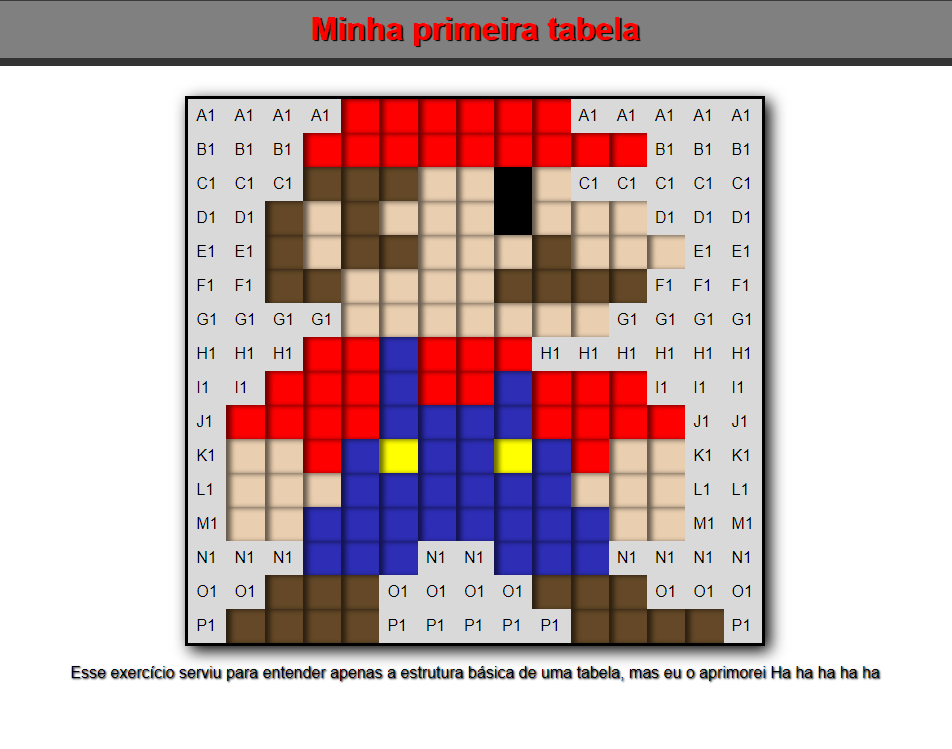 Minha primeira tabela
A1 A1 A1 A1 A1 A1 A1 A1 A1
B1 B1 B1 B1 B1 B1
C1 C1 C1 C1 C1 C1 C1 C1
D1 D1 D1 D1 D1
E1 E1 E1 E1
F1 F1 F1 F1 F1
G1 G1 G1 G1 G1 G1 G1 G1
H1 H1 H1 H1 H1 H1 H1 H1 H1
I1 I1 I1 I1 I1
J1 J1 J1
K1 K1 K1
L1 L1 L1
M1 M1 M1
N1 N1 N1 N1 N1 N1 N1 N1 N1
O1 O1 O1 O1 O1 O1 O1 O1 O1
P1 P1 P1 P1 P1 P1 P1
Esse exercício serviu para entender apenas a estrutura básica de uma tabela, mas eu o aprimorei Ha ha ha ha ha